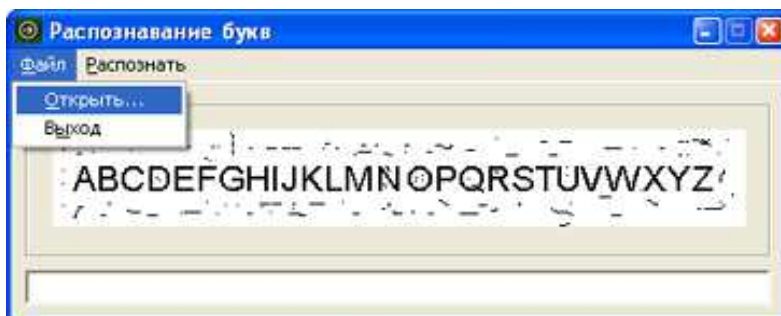 Распознавание букв
Файл Распознать
Открыть...
Выход
ABCDEFGHIJKLMNOPQRSTUVWXYZ